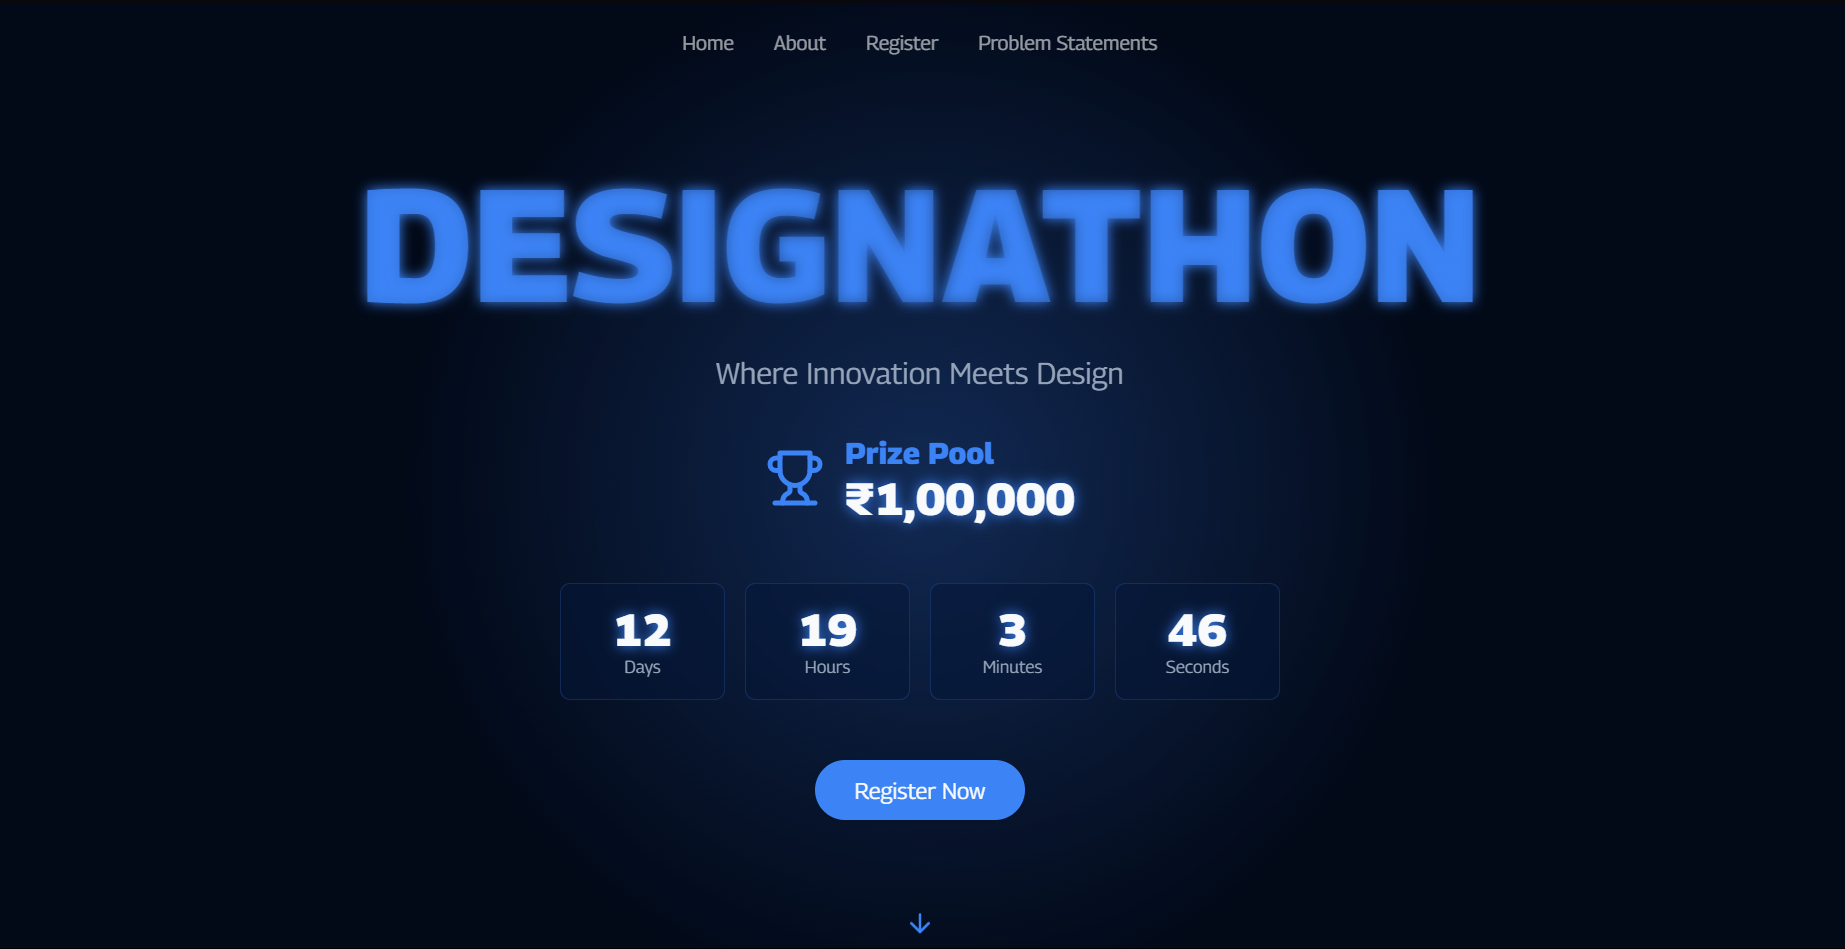 Home About Register Problem Statements
DESIGNATHON
Where Innovation Meets Design
Prize Pool
₹1,00,000
12 19 3 46
Days Hours Minutes Seconds
Register Now